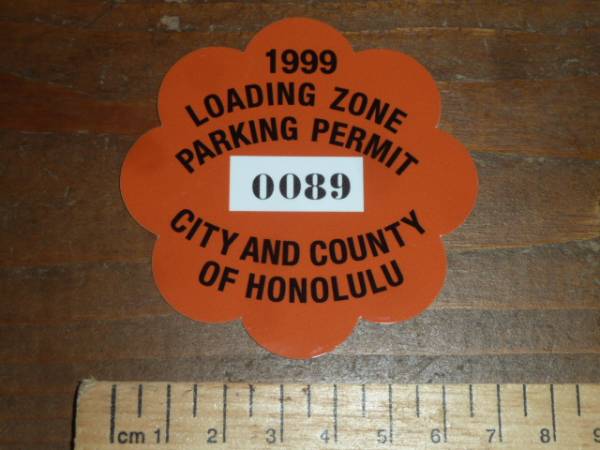 1999
LOADING ZONE
PARKING PERMIT
0089
CITY AND COUNTY
OF HONOLULU
cm 1 2 3 4 5 6 7 8 9